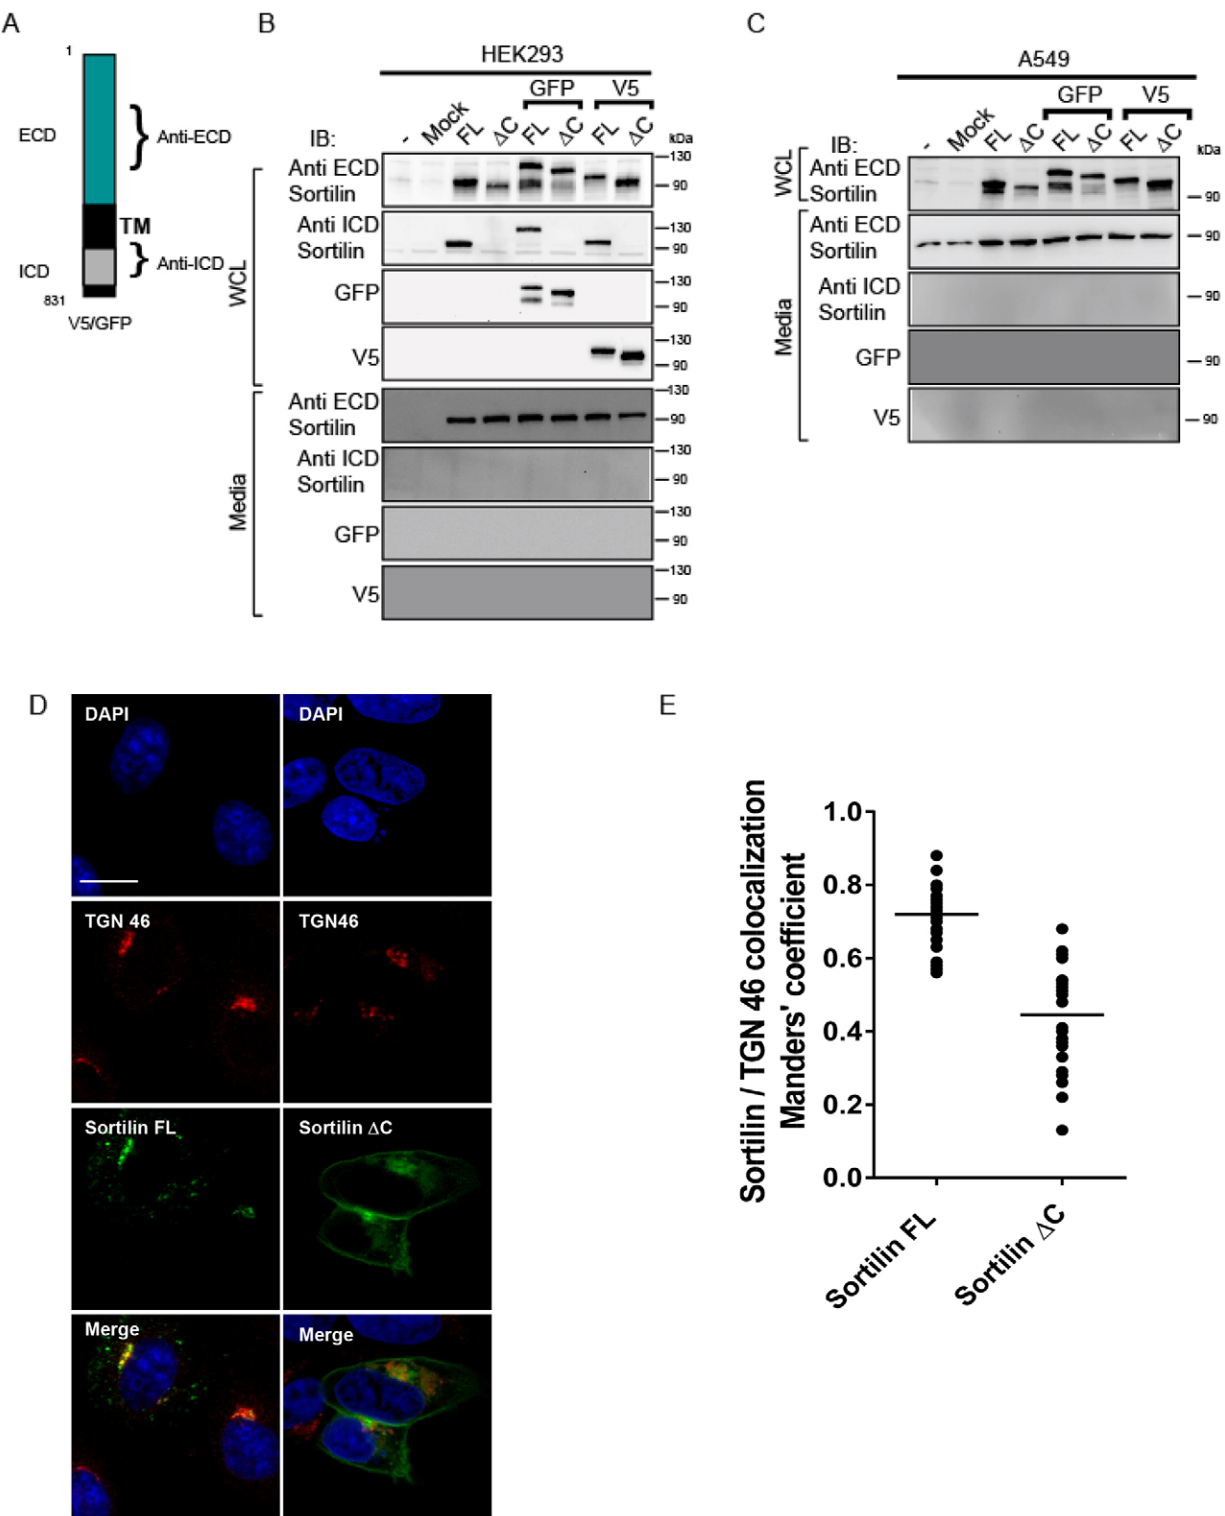 A
1
ECD
Anti-ECD
TM
ICD
Anti-ICD
831
V5/GFP
B
HEK293
GFP
V5
IB:
-
Mock
FL
ΔC
FL
ΔC
FL
ΔC
kDa
WCL
Anti ECD
Sortilin
130
90
Anti ICD
Sortilin
130
90
GFP
130
90
V5
130
90
Media
Anti ECD
Sortilin
130
90
Anti ICD
Sortilin
130
90
GFP
130
90
V5
130
90
C
A549
GFP
V5
IB:
-
Mock
FL
ΔC
FL
ΔC
FL
ΔC
kDa
WCL
Anti ECD
Sortilin
90
Media
Anti ECD
Sortilin
90
Anti ICD
Sortilin
90
GFP
90
V5
90
D
DAPI
DAPI
TGN 46
TGN46
Sortilin FL
Sortilin ΔC
Merge
Merge
E
Sortilin / TGN 46 colocalization
Manders' coefficient
1.0
0.8
0.6
0.4
0.2
0.0
Sortilin FL
Sortilin ΔC